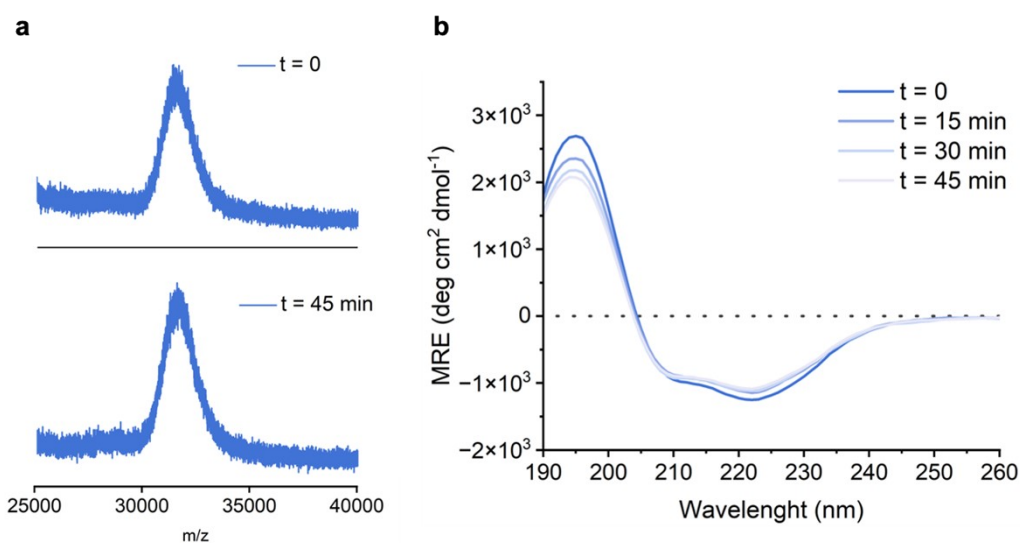 a
t = 0
t = 45 min
25000 30000 35000 40000
m/z
b
t = 0
t = 15 min
t = 30 min
t = 45 min
3×10³
2×10³
1×10³
0
−1×10³
−2×10³
MRE (deg cm² dmol⁻¹)
190 200 210 220 230 240 250 260
Wavelenght (nm)